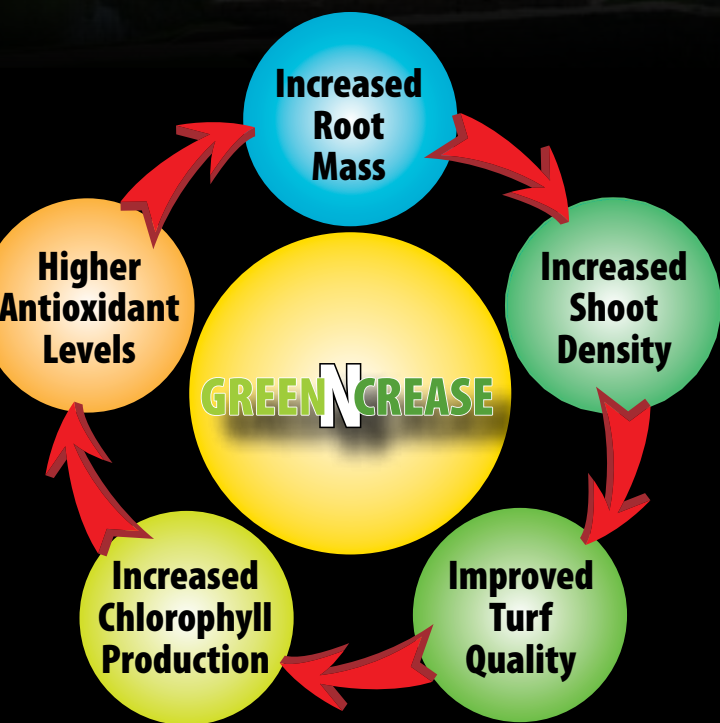 Increased
Root
Mass
Increased
Shoot
Density
Improved
Turf
Quality
Increased
Chlorophyll
Production
Higher
Antioxidant
Levels
GREENNCREASE